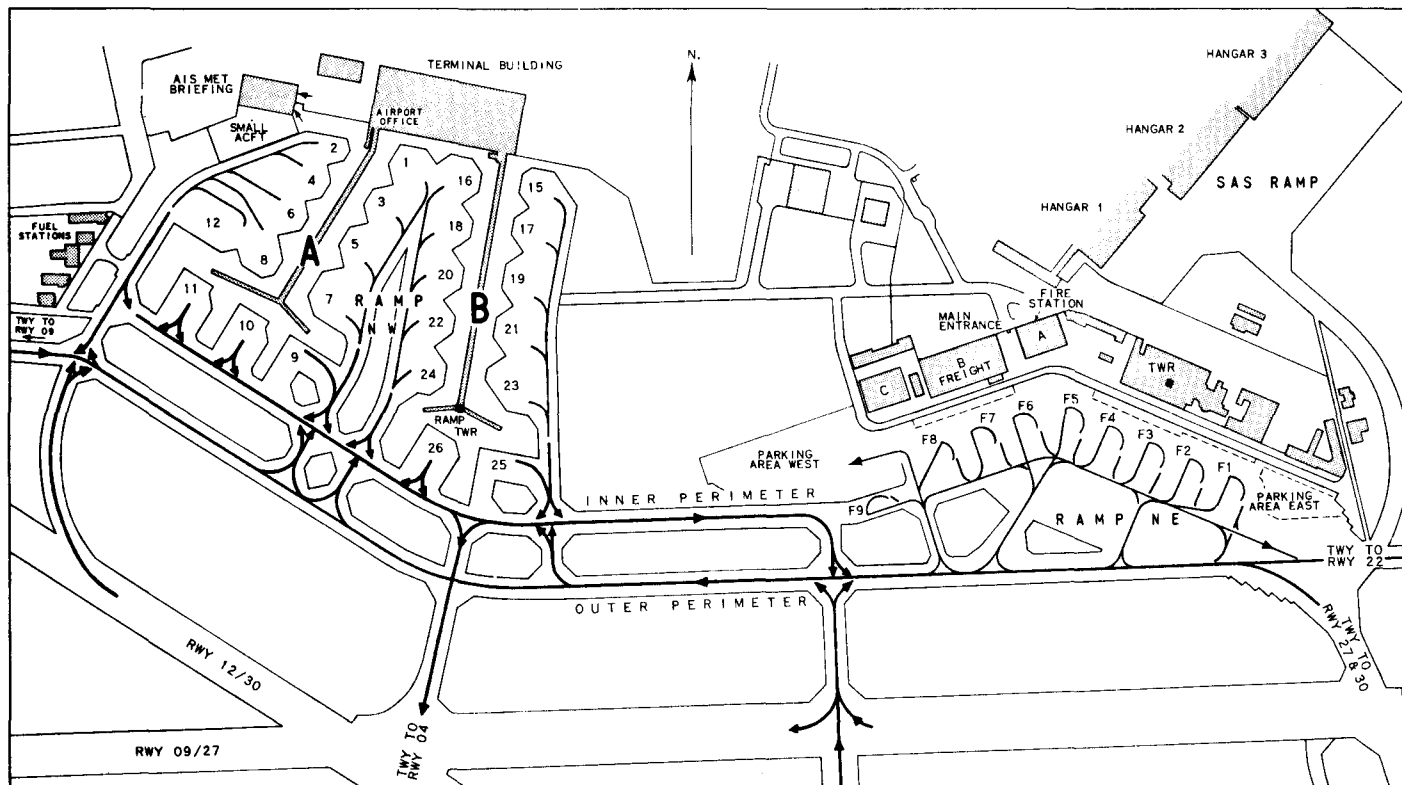 HANGAR 3
TERMINAL BUILDING
N.
AIS MET
BRIEFING
AIRPORT
OFFICE
SMALL
ACFT
HANGAR 2
SAS RAMP
HANGAR 1
2
1
16
15
4
3
18
17
6
5
20
19
12
8
A
7
RAMP
NW
22
B
21
FUEL
STATIONS
11
10
9
24
23
TWY TO
RWY 09
RAMP
TWR
26
25
FIRE
STATION
MAIN
ENTRANCE
A
B
FREIGHT
C
TWR
F8
F7
F6
F5
F4
F3
F2
F1
F9
PARKING
AREA WEST
PARKING
AREA EAST
INNER PERIMETER
RAMP NE
TWY TO
RWY 22
OUTER PERIMETER
TWY TO
RWY 27 & 30
RWY 12/30
TWY TO
RWY 04
RWY 09/27